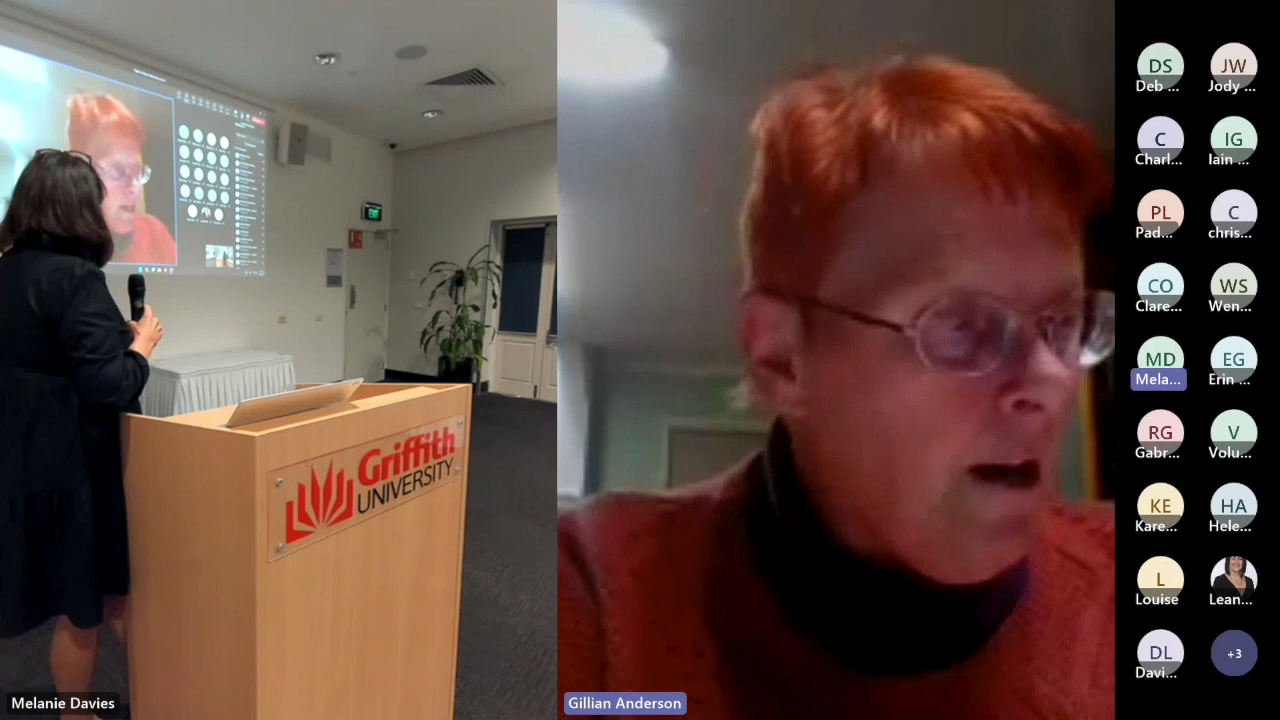 Griffith
UNIVERSITY
EXIT
Melanie Davies
Gillian Anderson
DS
Deb ...
JW
Jody ...
C
Charl...
IG
Iain ...
PL
Pad...
C
chris...
CO
Clare...
WS
Wen...
MD
Mela...
EG
Erin ...
RG
Gabr...
V
Volu...
KE
Kare...
HA
Hele...
L
Louise
Lean...
DL
Davi...
+3